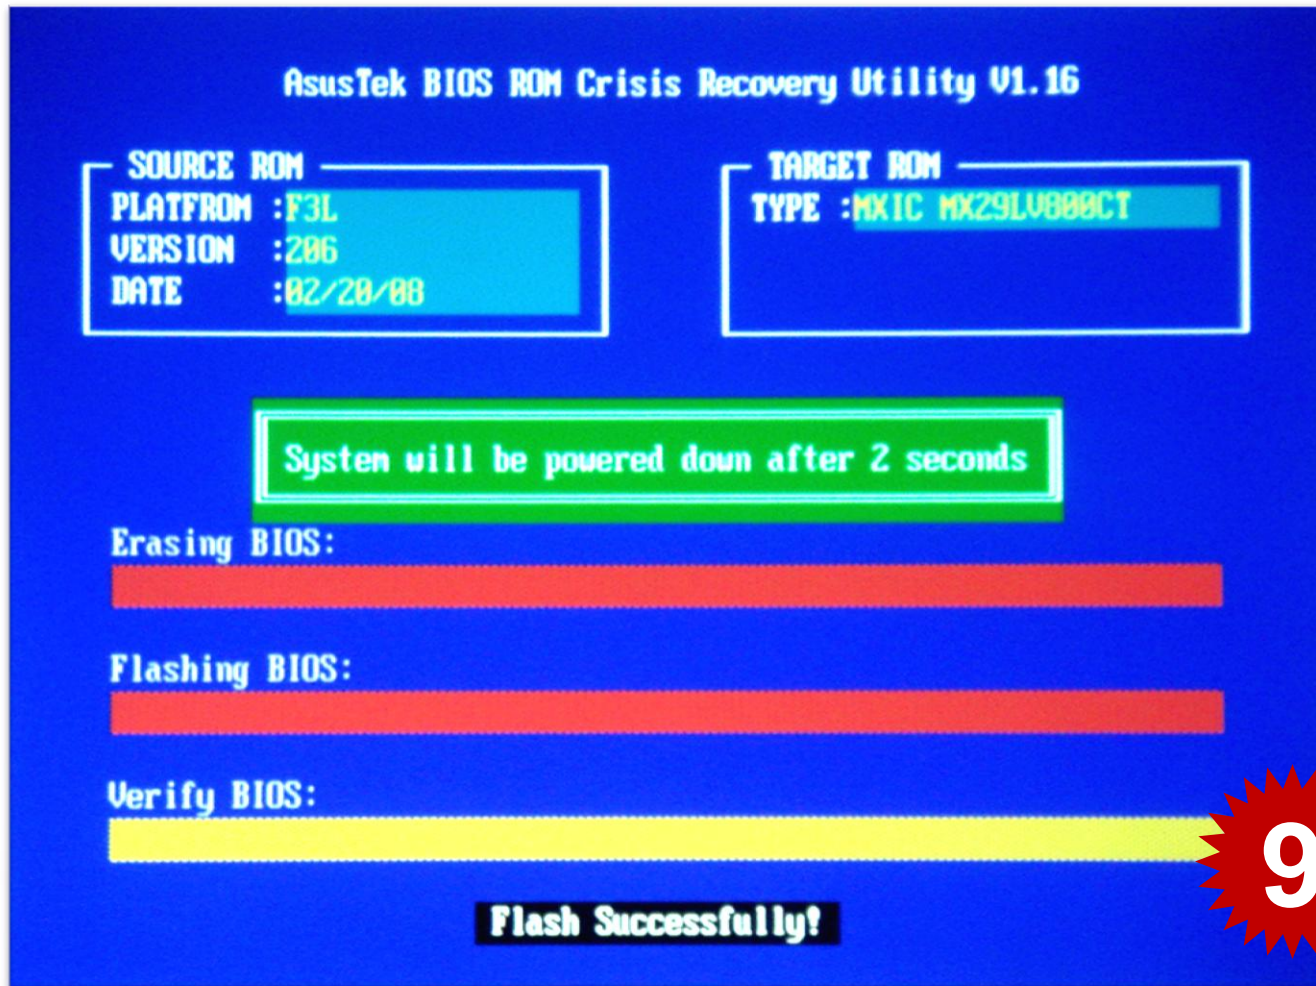 AsusTek BIOS ROM Crisis Recovery Utility V1.16
SOURCE ROM
PLATFROM :F3L
VERSION :206
DATE :02/20/08
TARGET ROM
TYPE :MXIC MX29LV800CT
System will be powered down after 2 seconds
Erasing BIOS:
Flashing BIOS:
Verify BIOS:
Flash Successfully!
9